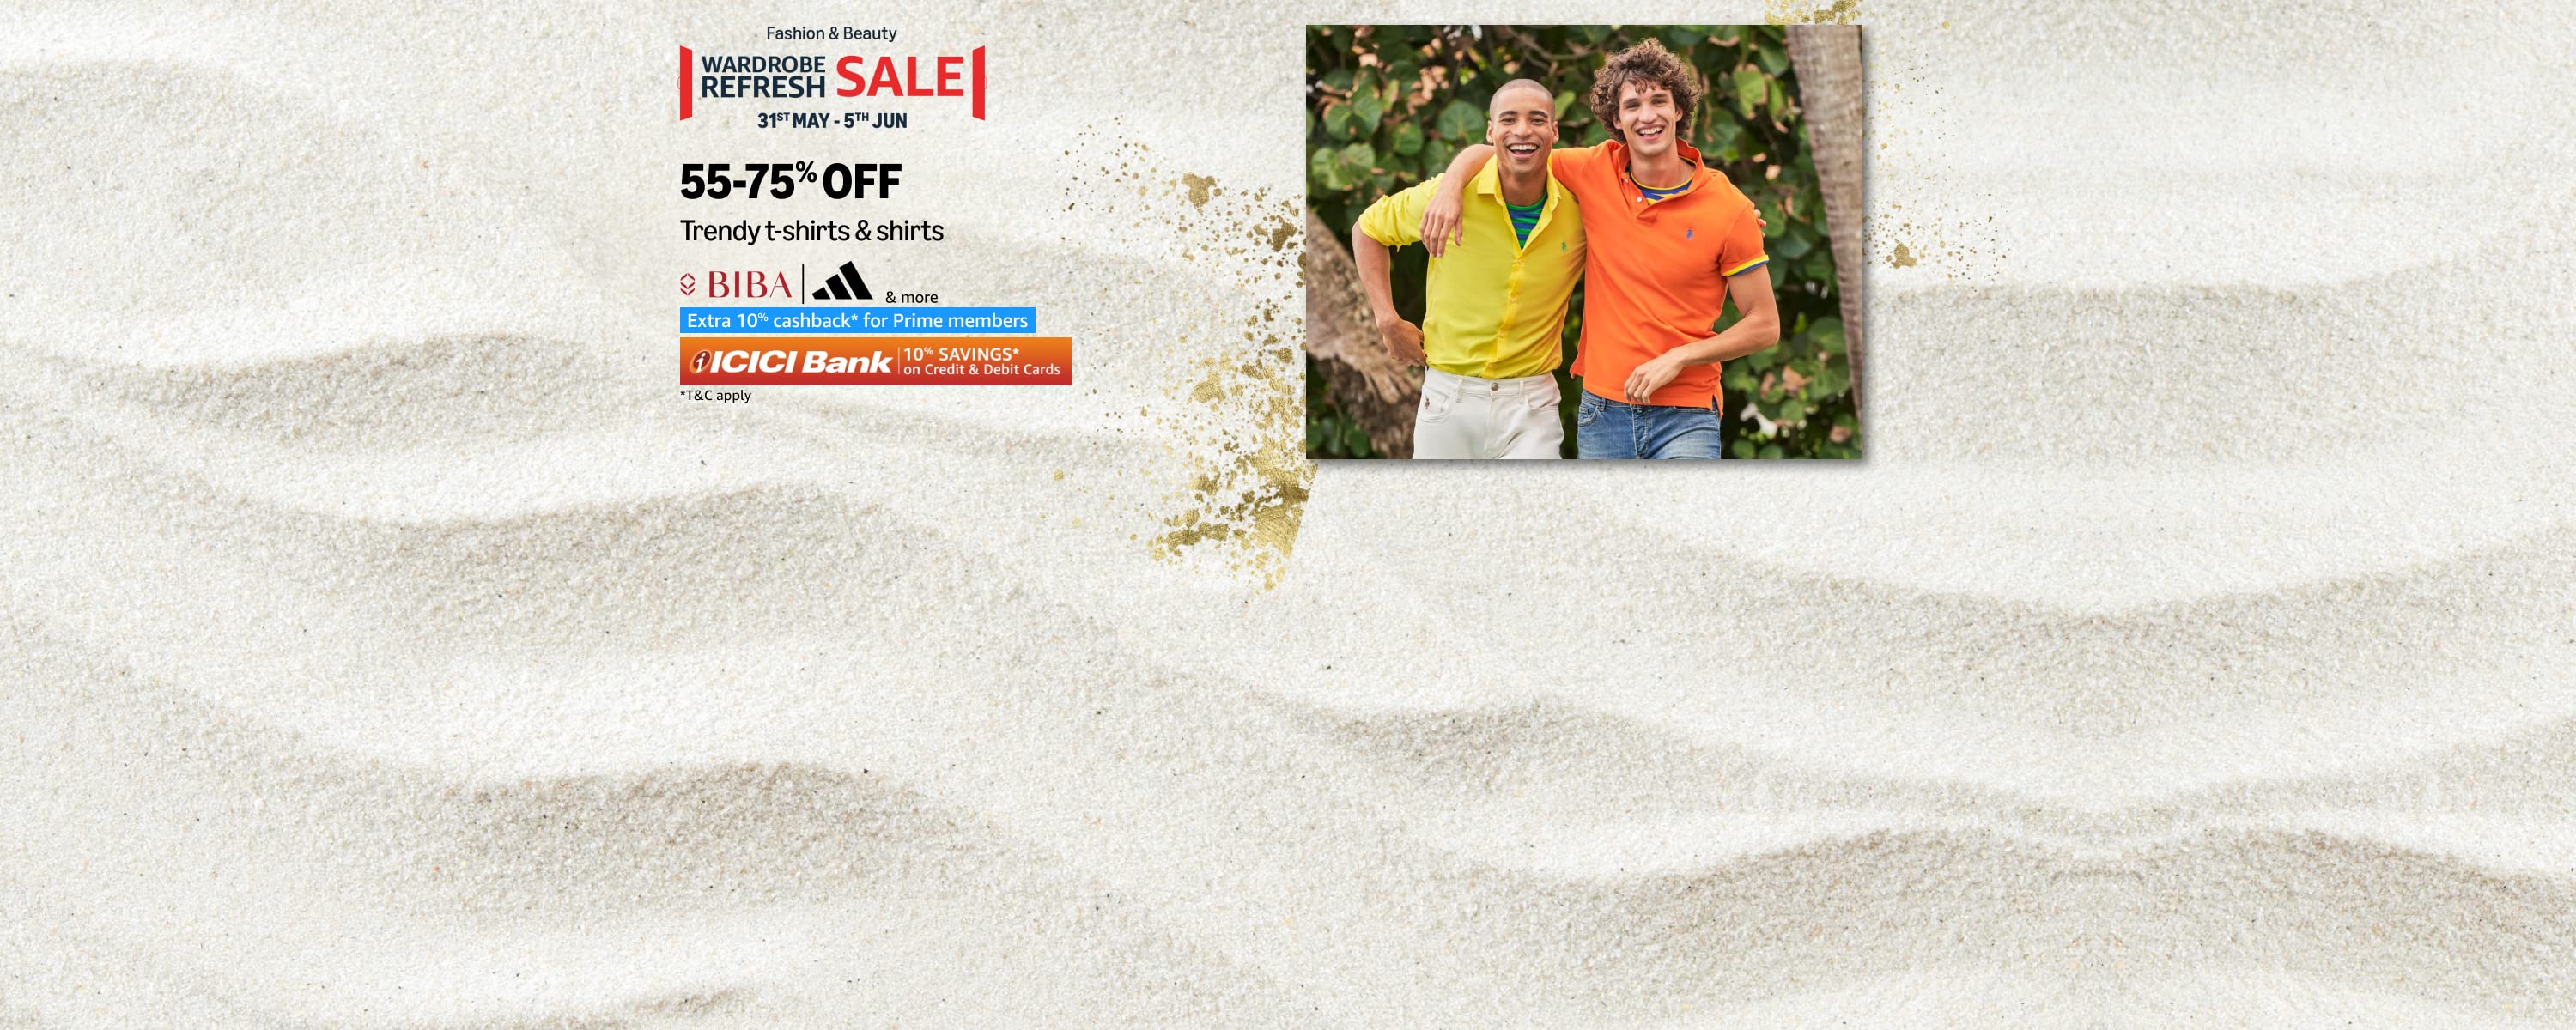 Fashion & Beauty
WARDROBE REFRESH SALE
31ST MAY - 5TH JUN
55-75% OFF
Trendy t-shirts & shirts
BIBA & more
Extra 10% cashback* for Prime members
ICICI Bank 10% SAVINGS*
on Credit & Debit Cards
*T&C apply